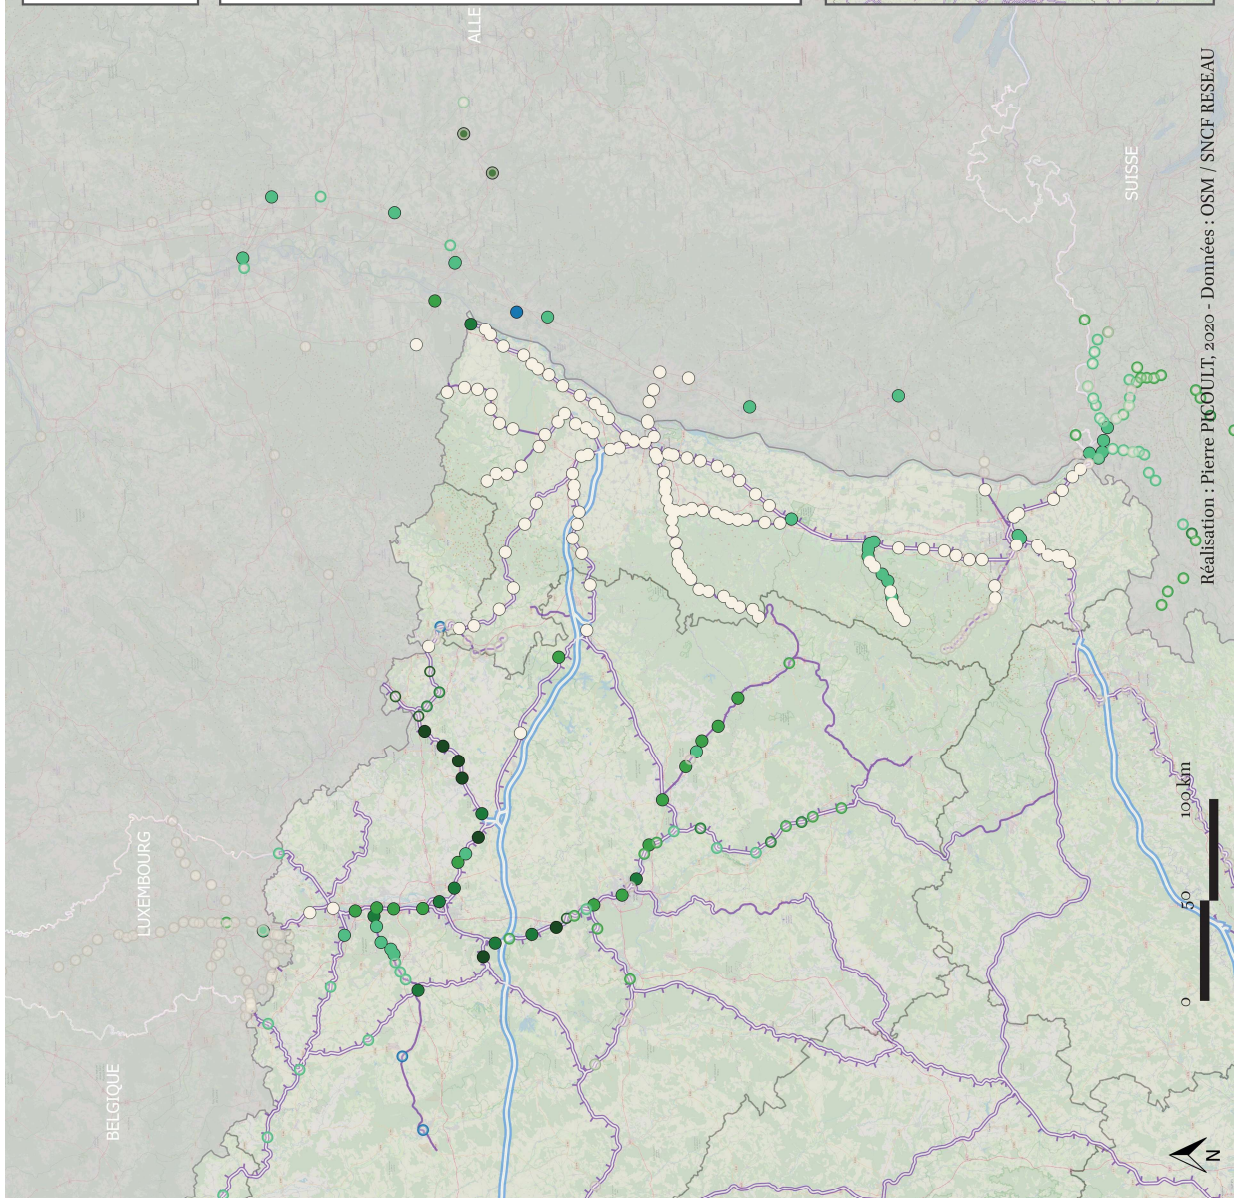 ALLE
LUXEMBOURG
BELGIQUE
SUISSE
0
50
100 km
N
Réalisation : Pierre PICOULT, 2020 - Données : OSM / SNCF RESEAU